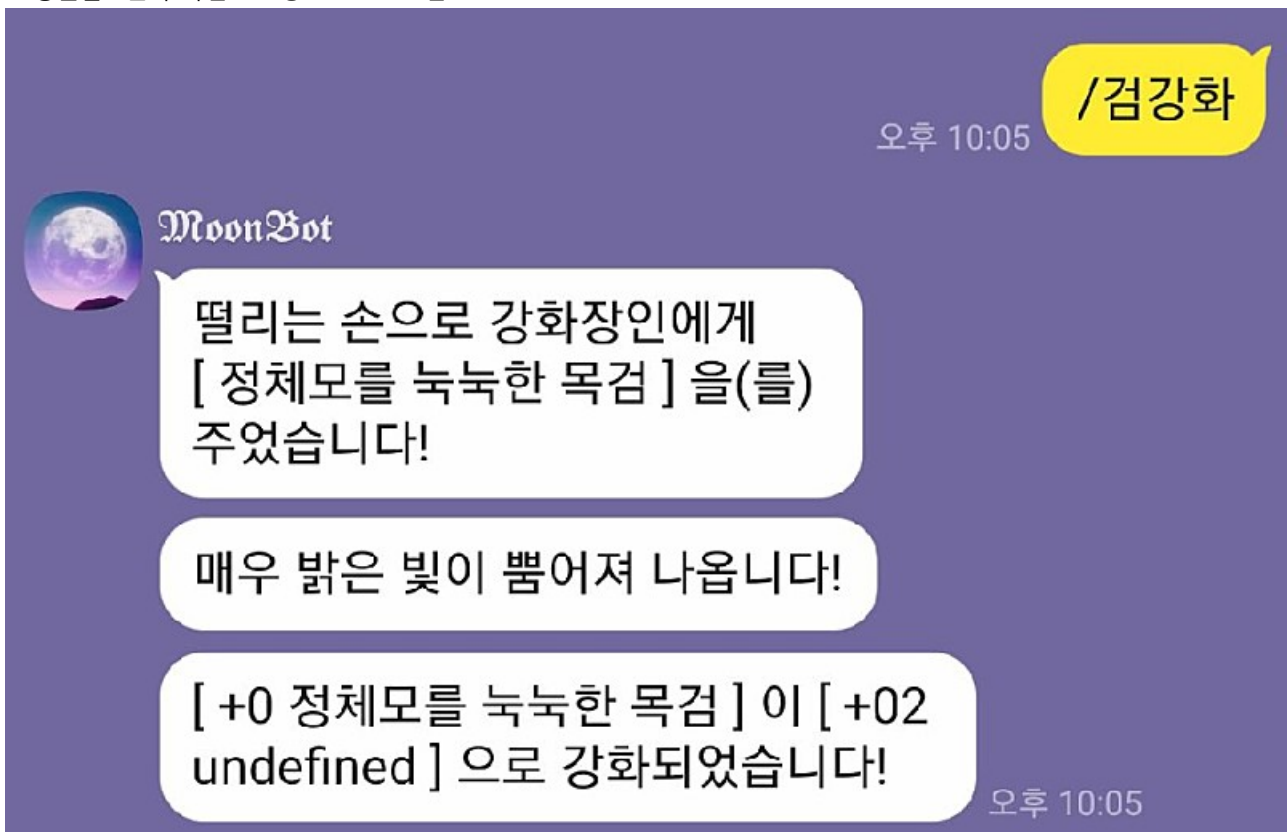 /검강화
오후 10:05
MoonBot
떨리는 손으로 강화장인에게
[ 정체모를 눅눅한 목검 ] 을(를)
주었습니다!
매우 밝은 빛이 뿜어져 나옵니다!
[ +0 정체모를 눅눅한 목검 ] 이 [ +02
undefined ] 으로 강화되었습니다!
오후 10:05